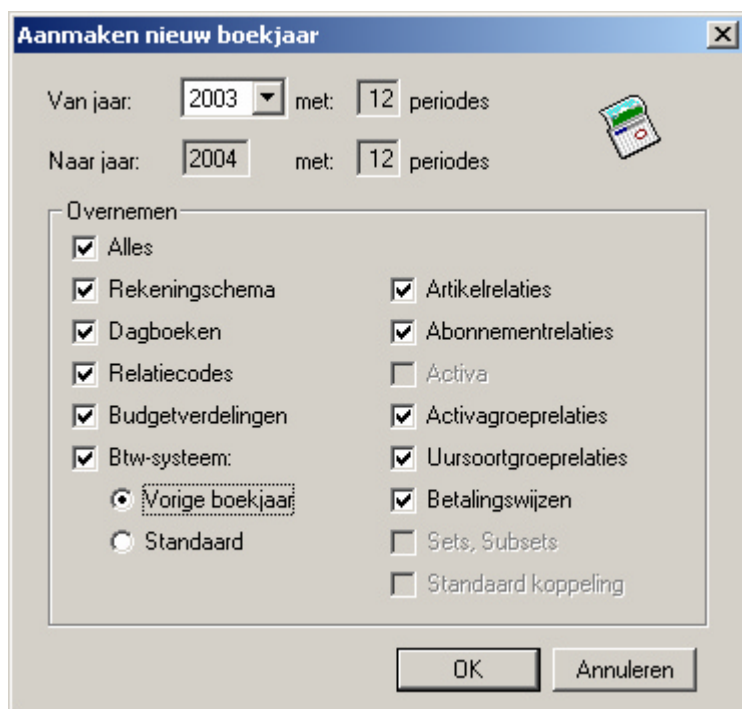 Aanmaken nieuw boekjaar
Van jaar: 2003 met: 12 periodes
Naar jaar: 2004 met: 12 periodes
Overnemen
Alles
Rekeningschema Artikelrelaties
Dagboeken Abonnementrelaties
Relatiecodes Activa
Budgetverdelingen Activagroeprelaties
Btw-systeem: Uursoortgroeprelaties
Vorige boekjaar Betalingswijzen
Standaard Sets, Subsets
Standaard koppeling
OK Annuleren